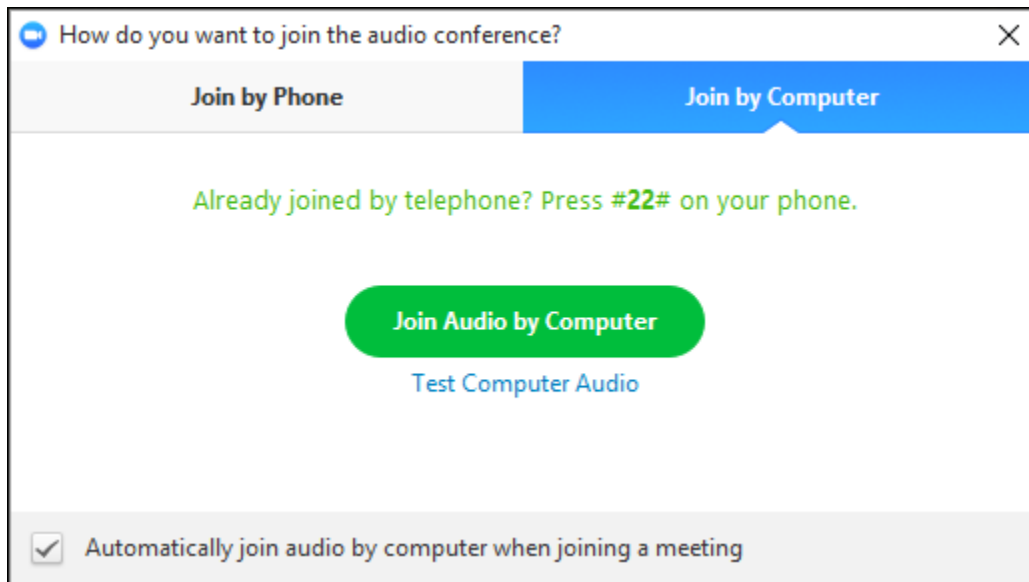 How do you want to join the audio conference?
Join by Phone
Join by Computer
Already joined by telephone? Press #22# on your phone.
Join Audio by Computer
Test Computer Audio
Automatically join audio by computer when joining a meeting